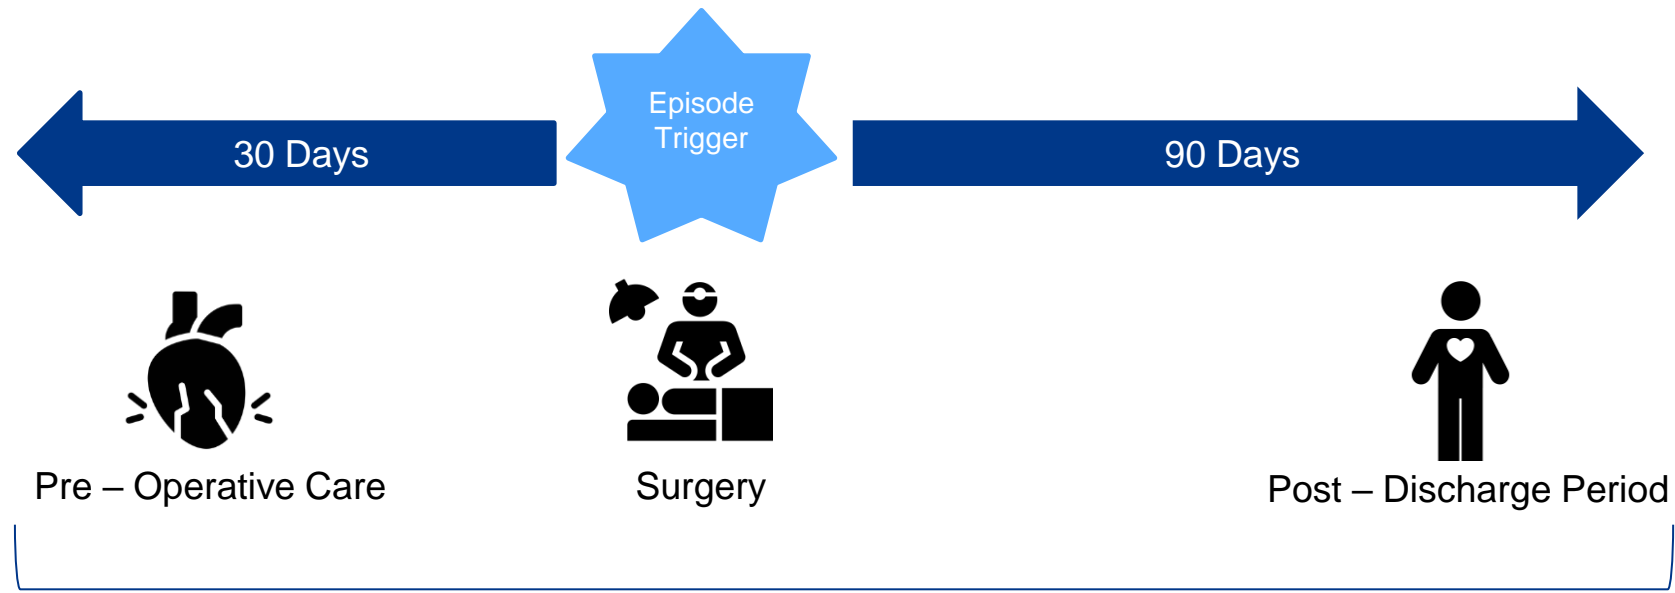 Episode
Trigger
30 Days
90 Days
Pre – Operative Care
Surgery
Post – Discharge Period